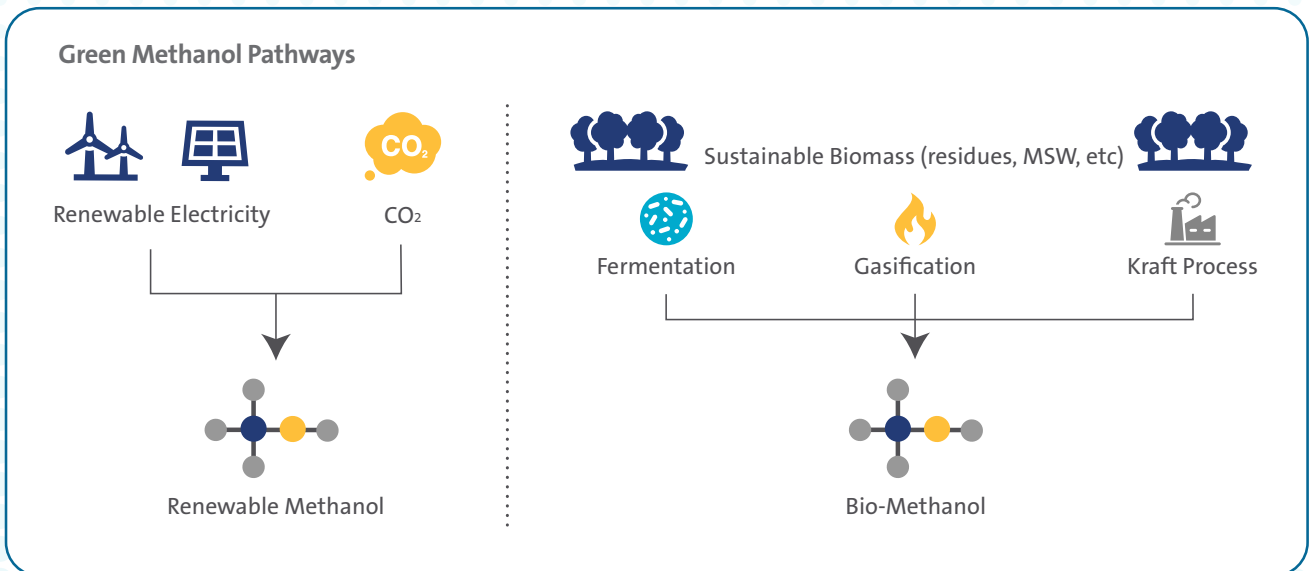 Green Methanol Pathways
CO₂
Renewable Electricity
CO₂
Renewable Methanol
Sustainable Biomass (residues, MSW, etc)
Fermentation
Gasification
Kraft Process
Bio-Methanol